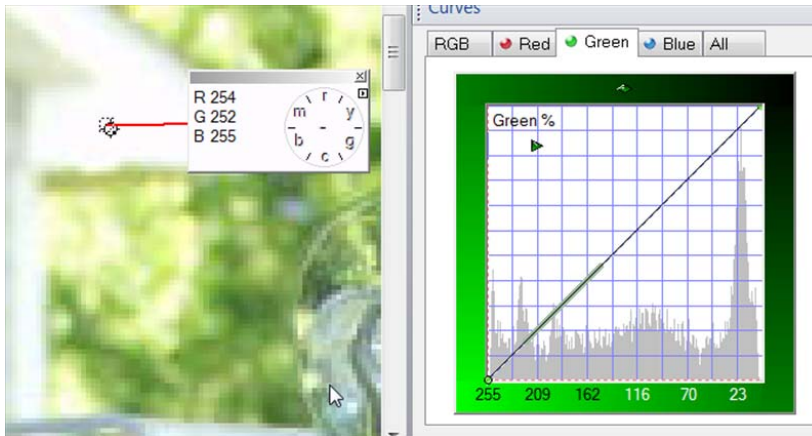 Curves
RGB Red Green Blue All
R 254
G 252
B 255
r
m y
b g
c
Green %
255 209 162 116 70 23